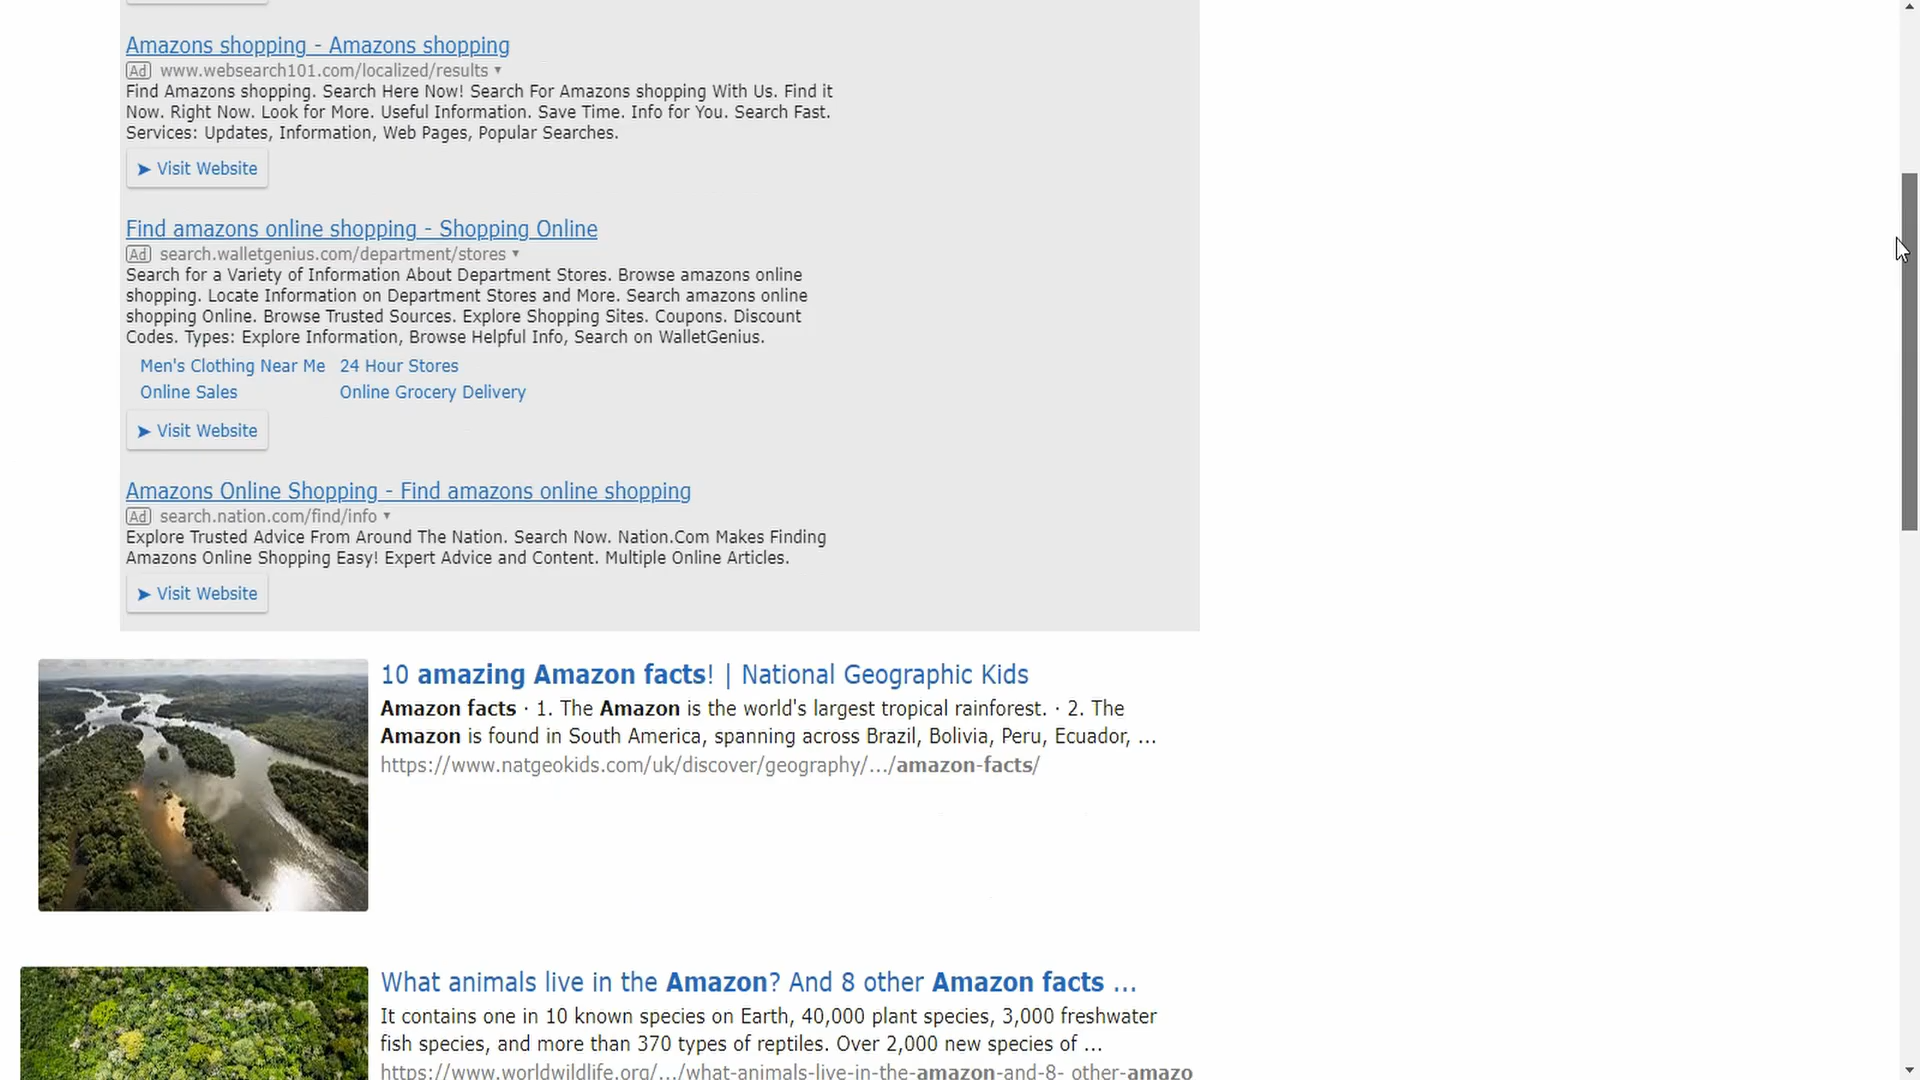 Amazons shopping - Amazons shopping
Ad www.websearch101.com/localized/results ▾
Find Amazons shopping. Search Here Now! Search For Amazons shopping With Us. Find it
Now. Right Now. Look for More. Useful Information. Save Time. Info for You. Search Fast.
Services: Updates, Information, Web Pages, Popular Searches.
➤ Visit Website
Find amazons online shopping - Shopping Online
Ad search.walletgenius.com/department/stores ▾
Search for a Variety of Information About Department Stores. Browse amazons online
shopping. Locate Information on Department Stores and More. Search amazons online
shopping Online. Browse Trusted Sources. Explore Shopping Sites. Coupons. Discount
Codes. Types: Explore Information, Browse Helpful Info, Search on WalletGenius.
Men's Clothing Near Me 24 Hour Stores
Online Sales Online Grocery Delivery
➤ Visit Website
Amazons Online Shopping - Find amazons online shopping
Ad search.nation.com/find/info ▾
Explore Trusted Advice From Around The Nation. Search Now. Nation.Com Makes Finding
Amazons Online Shopping Easy! Expert Advice and Content. Multiple Online Articles.
➤ Visit Website
10 amazing Amazon facts! | National Geographic Kids
Amazon facts · 1. The Amazon is the world's largest tropical rainforest. · 2. The
Amazon is found in South America, spanning across Brazil, Bolivia, Peru, Ecuador, ...
https://www.natgeokids.com/uk/discover/geography/.../amazon-facts/
What animals live in the Amazon? And 8 other Amazon facts ...
It contains one in 10 known species on Earth, 40,000 plant species, 3,000 freshwater
fish species, and more than 370 types of reptiles. Over 2,000 new species of ...
https://www.worldwildlife.org/.../what-animals-live-in-the-amazon-and-8- other-amazo